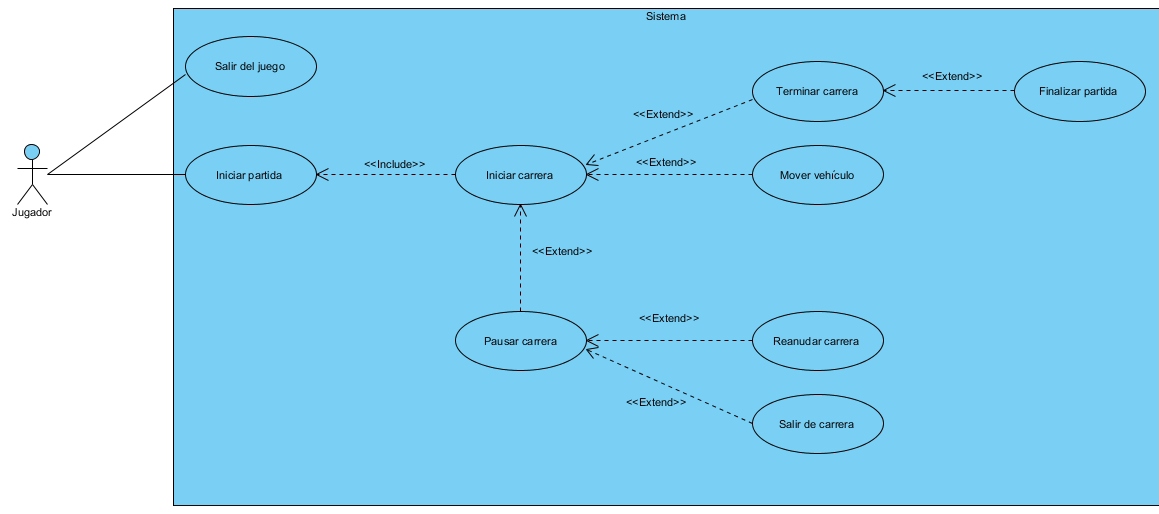 Sistema
Salir del juego
Terminar carrera
<<Extend>>
Finalizar partida
<<Extend>>
Jugador
Iniciar partida
<<Include>>
Iniciar carrera
<<Extend>>
Mover vehículo
<<Extend>>
Pausar carrera
<<Extend>>
Reanudar carrera
<<Extend>>
Salir de carrera